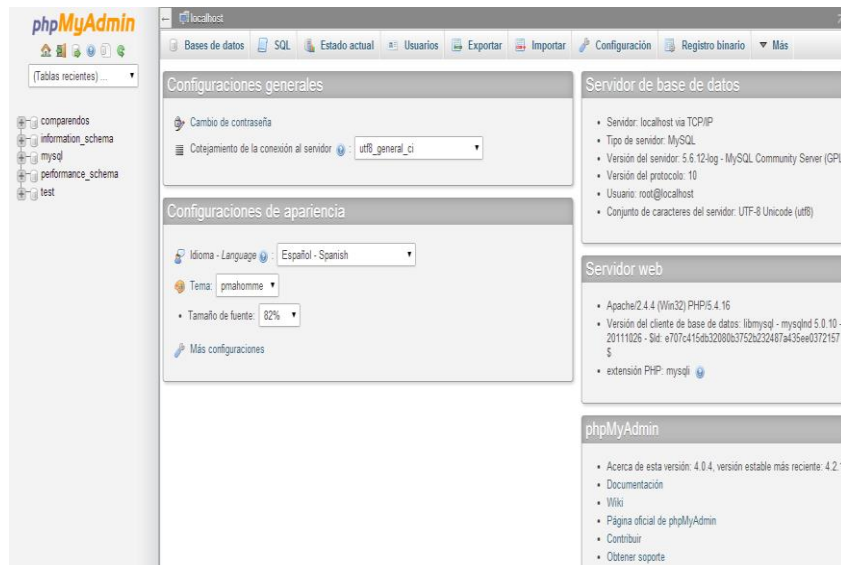 phpMyAdmin
(Tablas recientes) ...
comparendos
information_schema
mysql
performance_schema
test
localhost
Bases de datos SQL Estado actual Usuarios Exportar Importar Configuración Registro binario Más
Configuraciones generales
Cambio de contraseña
Cotejamiento de la conexión al servidor : utf8_general_ci
Configuraciones de apariencia
Idioma - Language : Español - Spanish
Tema: pmahomme
Tamaño de fuente: 82%
Más configuraciones
Servidor de base de datos
Servidor: localhost via TCP/IP
Tipo de servidor: MySQL
Versión del servidor: 5.6.12-log - MySQL Community Server (GPL
Versión del protocolo: 10
Usuario: root@localhost
Conjunto de caracteres del servidor: UTF-8 Unicode (utf8)
Servidor web
Apache/2.4.4 (Win32) PHP/5.4.16
Versión del cliente de base de datos: libmysql - mysqlnd 5.0.10 -
20111026 - $Id: e707c415db32080b3752b232487a435ee0372157
$
extensión PHP: mysqli
phpMyAdmin
Acerca de esta versión: 4.0.4, versión estable más reciente: 4.2.
Documentación
Wiki
Página oficial de phpMyAdmin
Contribuir
Obtener soporte